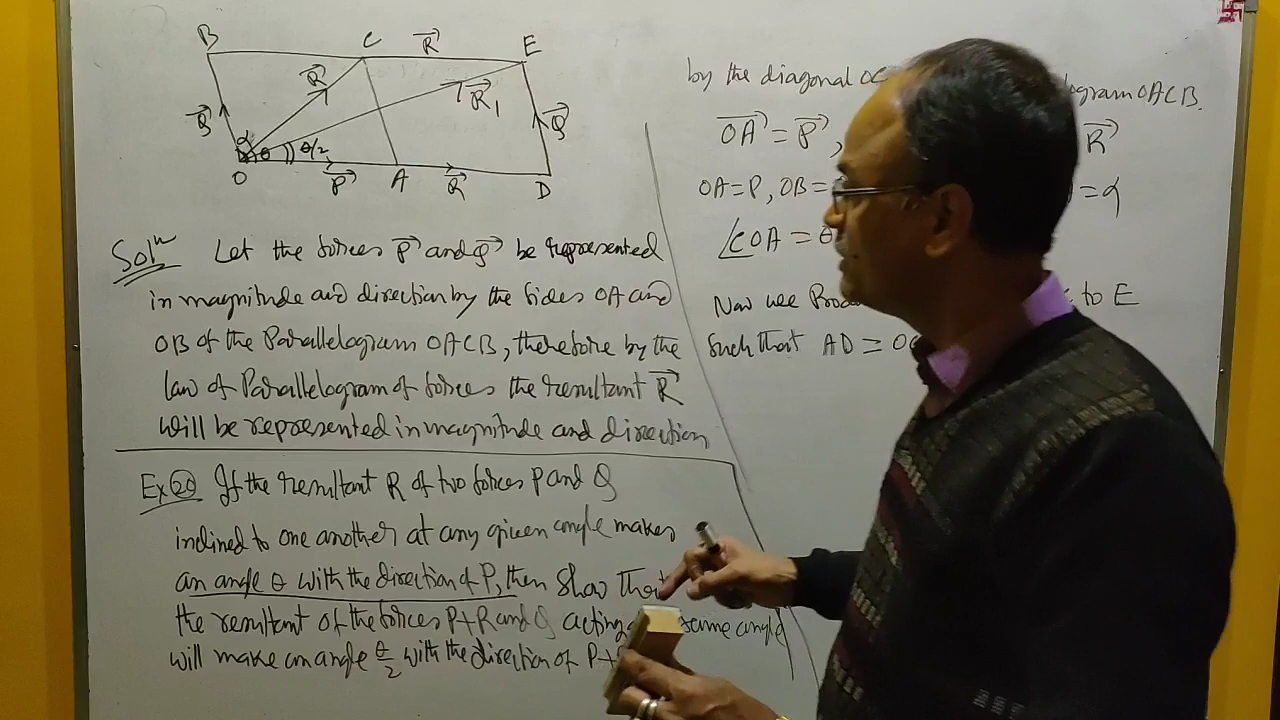 B C R⃗ E
R⃗ R⃗₁
Q⃗ Q⃗
α θ θ/2
O P⃗ A R⃗ D
Solⁿ Let the forces P⃗ and Q⃗ be represented
in magnitude and direction by the sides OA and
OB of the Parallelogram OACB, therefore by the
law of Parallelogram of forces the resultant R⃗
will be represented in magnitude and direction
Ex 20 If the resultant R of two forces P and Q
inclined to one another at any given angle makes
an angle θ with the direction of P, then show that
the resultant of the forces P+R and Q acting same angle
will make an angle θ/2 with the direction of P+
by the diagonal OC OACB.
OA⃗ = P⃗, R⃗
OA = P, OB = = α
∠COA = θ
Now we to E
such that AD =